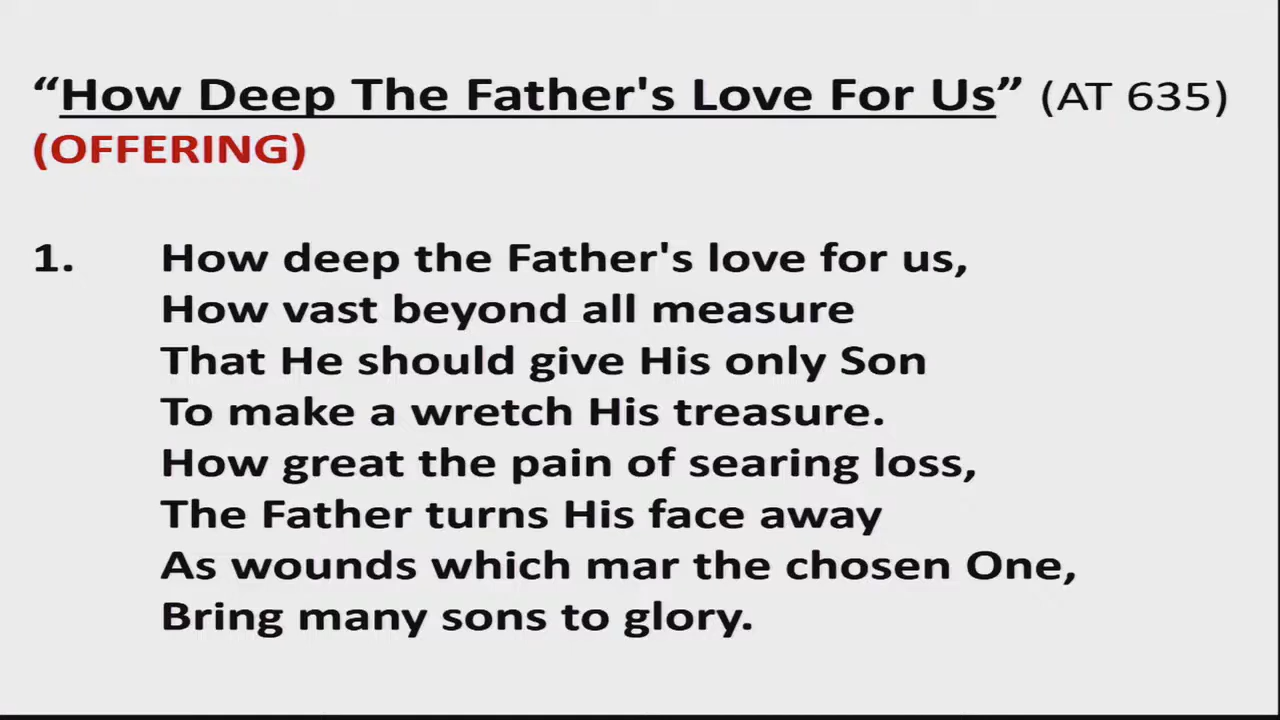 “How Deep The Father's Love For Us” (AT 635)
(OFFERING)
1. How deep the Father's love for us,
How vast beyond all measure
That He should give His only Son
To make a wretch His treasure.
How great the pain of searing loss,
The Father turns His face away
As wounds which mar the chosen One,
Bring many sons to glory.